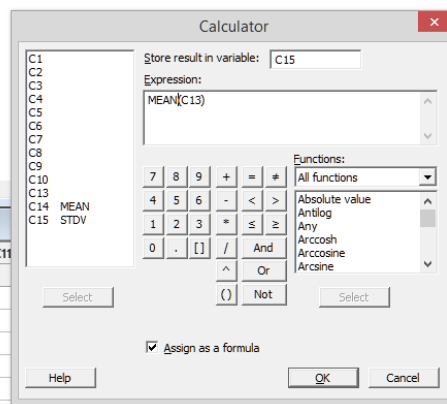 Calculator
C1
C2
C3
C4
C5
C6
C7
C8
C9
C10
C13
C14 MEAN
C15 STDV
Select
Store result in variable: C15
Expression:
MEAN(C13)
7 8 9 + = ≠
4 5 6 - < >
1 2 3 * ≤ ≥
0 . [] / And
^ Or
() Not
Functions:
All functions
Absolute value
Antilog
Any
Arccosh
Arccosine
Arcsine
Select
Assign as a formula
Help
OK
Cancel